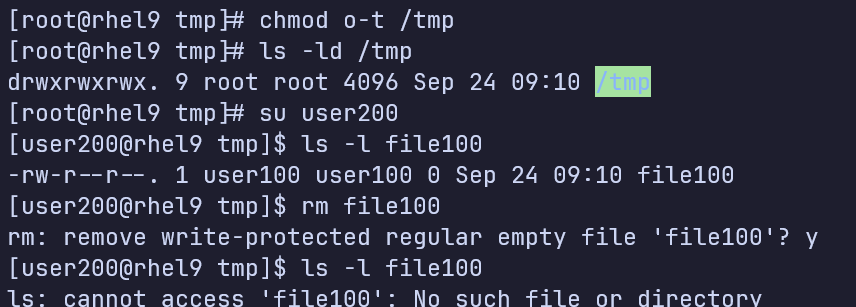 [root@rhel9 tmp]# chmod o-t /tmp
[root@rhel9 tmp]# ls -ld /tmp
drwxrwxrwx. 9 root root 4096 Sep 24 09:10 /tmp
[root@rhel9 tmp]# su user200
[user200@rhel9 tmp]$ ls -l file100
-rw-r--r--. 1 user100 user100 0 Sep 24 09:10 file100
[user200@rhel9 tmp]$ rm file100
rm: remove write-protected regular empty file 'file100'? y
[user200@rhel9 tmp]$ ls -l file100
ls: cannot access 'file100': No such file or directory